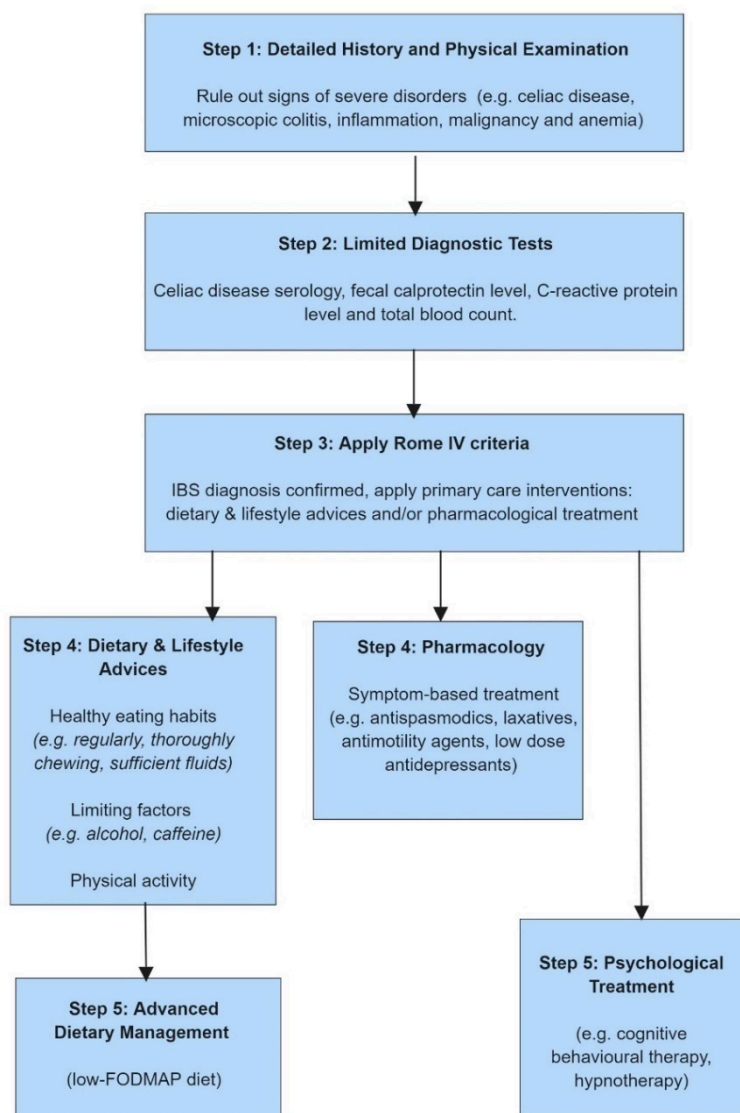 Step 1: Detailed History and Physical Examination
Rule out signs of severe disorders (e.g. celiac disease,
microscopic colitis, inflammation, malignancy and anemia)
Step 2: Limited Diagnostic Tests
Celiac disease serology, fecal calprotectin level, C-reactive protein
level and total blood count.
Step 3: Apply Rome IV criteria
IBS diagnosis confirmed, apply primary care interventions:
dietary & lifestyle advices and/or pharmacological treatment
Step 4: Dietary & Lifestyle
Advices
Healthy eating habits
(e.g. regularly, thoroughly
chewing, sufficient fluids)
Limiting factors
(e.g. alcohol, caffeine)
Physical activity
Step 4: Pharmacology
Symptom-based treatment
(e.g. antispasmodics, laxatives,
antimotility agents, low dose
antidepressants)
Step 5: Advanced
Dietary Management
(low-FODMAP diet)
Step 5: Psychological
Treatment
(e.g. cognitive
behavioural therapy,
hypnotherapy)